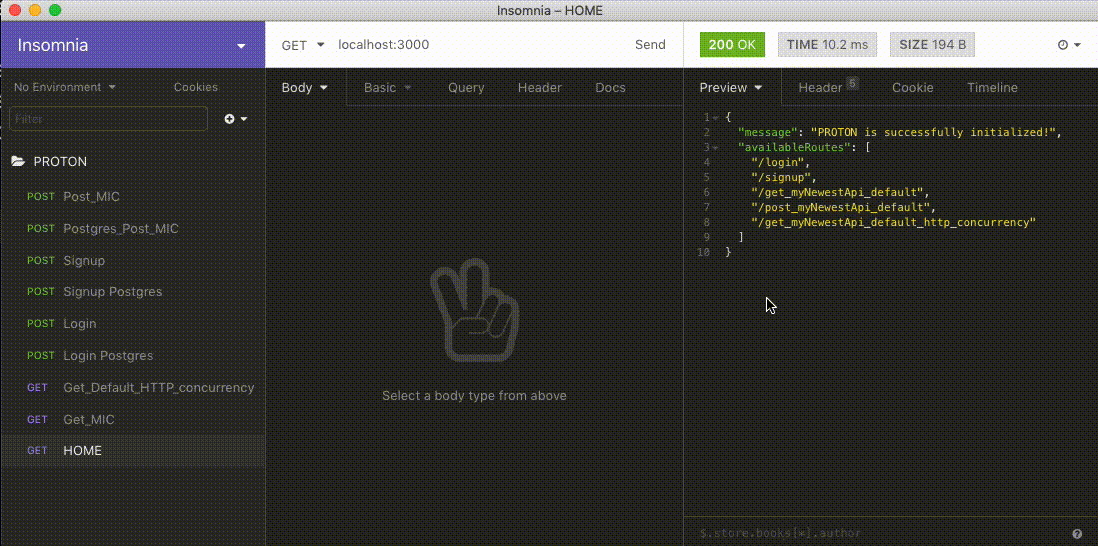 Insomnia – HOME
Insomnia
GET localhost:3000 Send
200 OK TIME 10.2 ms SIZE 194 B
No Environment Cookies
Body Basic Query Header Docs
Preview Header 5 Cookie Timeline
Filter
PROTON
POST Post_MIC
POST Postgres_Post_MIC
POST Signup
POST Signup Postgres
POST Login
POST Login Postgres
GET Get_Default_HTTP_concurrency
GET Get_MIC
GET HOME
Select a body type from above
1 {
2 "message": "PROTON is successfully initialized!",
3 "availableRoutes": [
4 "/login",
5 "/signup",
6 "/get_myNewestApi_default",
7 "/post_myNewestApi_default",
8 "/get_myNewestApi_default_http_concurrency"
9 ]
10 }
$.store.books[*].author